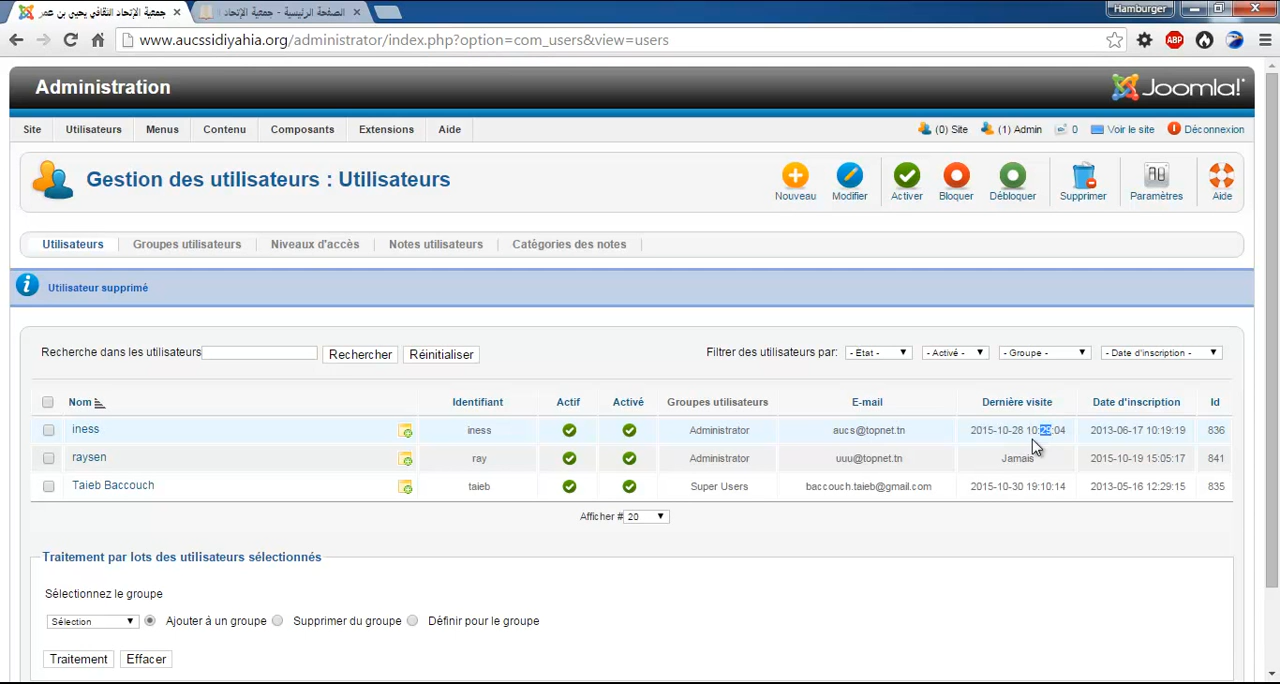 جمعية الإتحاد الثقافي يحيي بن عمر
الصفحة الرئيسية - جمعية الإتحاد
Hamburger
www.aucssidiyahia.org/administrator/index.php?option=com_users&view=users
ABP
Administration
Joomla!
Site Utilisateurs Menus Contenu Composants Extensions Aide
(0) Site (1) Admin 0 Voir le site Déconnexion
Gestion des utilisateurs : Utilisateurs
Nouveau Modifier Activer Bloquer Débloquer Supprimer Paramètres Aide
Utilisateurs Groupes utilisateurs Niveaux d'accès Notes utilisateurs Catégories des notes
Utilisateur supprimé
Recherche dans les utilisateurs Rechercher Réinitialiser
Filtrer des utilisateurs par: - Etat - - Activé - - Groupe - - Date d'inscription -
Nom Identifiant Actif Activé Groupes utilisateurs E-mail Dernière visite Date d'inscription Id
iness iness Administrator aucs@topnet.tn 2015-10-28 10:29:04 2013-06-17 10:19:19 836
raysen ray Administrator uuu@topnet.tn Jamais 2015-10-19 15:05:17 841
Taieb Baccouch taieb Super Users baccouch.taieb@gmail.com 2015-10-30 19:10:14 2013-05-16 12:29:15 835
Afficher # 20
Traitement par lots des utilisateurs sélectionnés
Sélectionnez le groupe
Sélection Ajouter à un groupe Supprimer du groupe Définir pour le groupe
Traitement Effacer